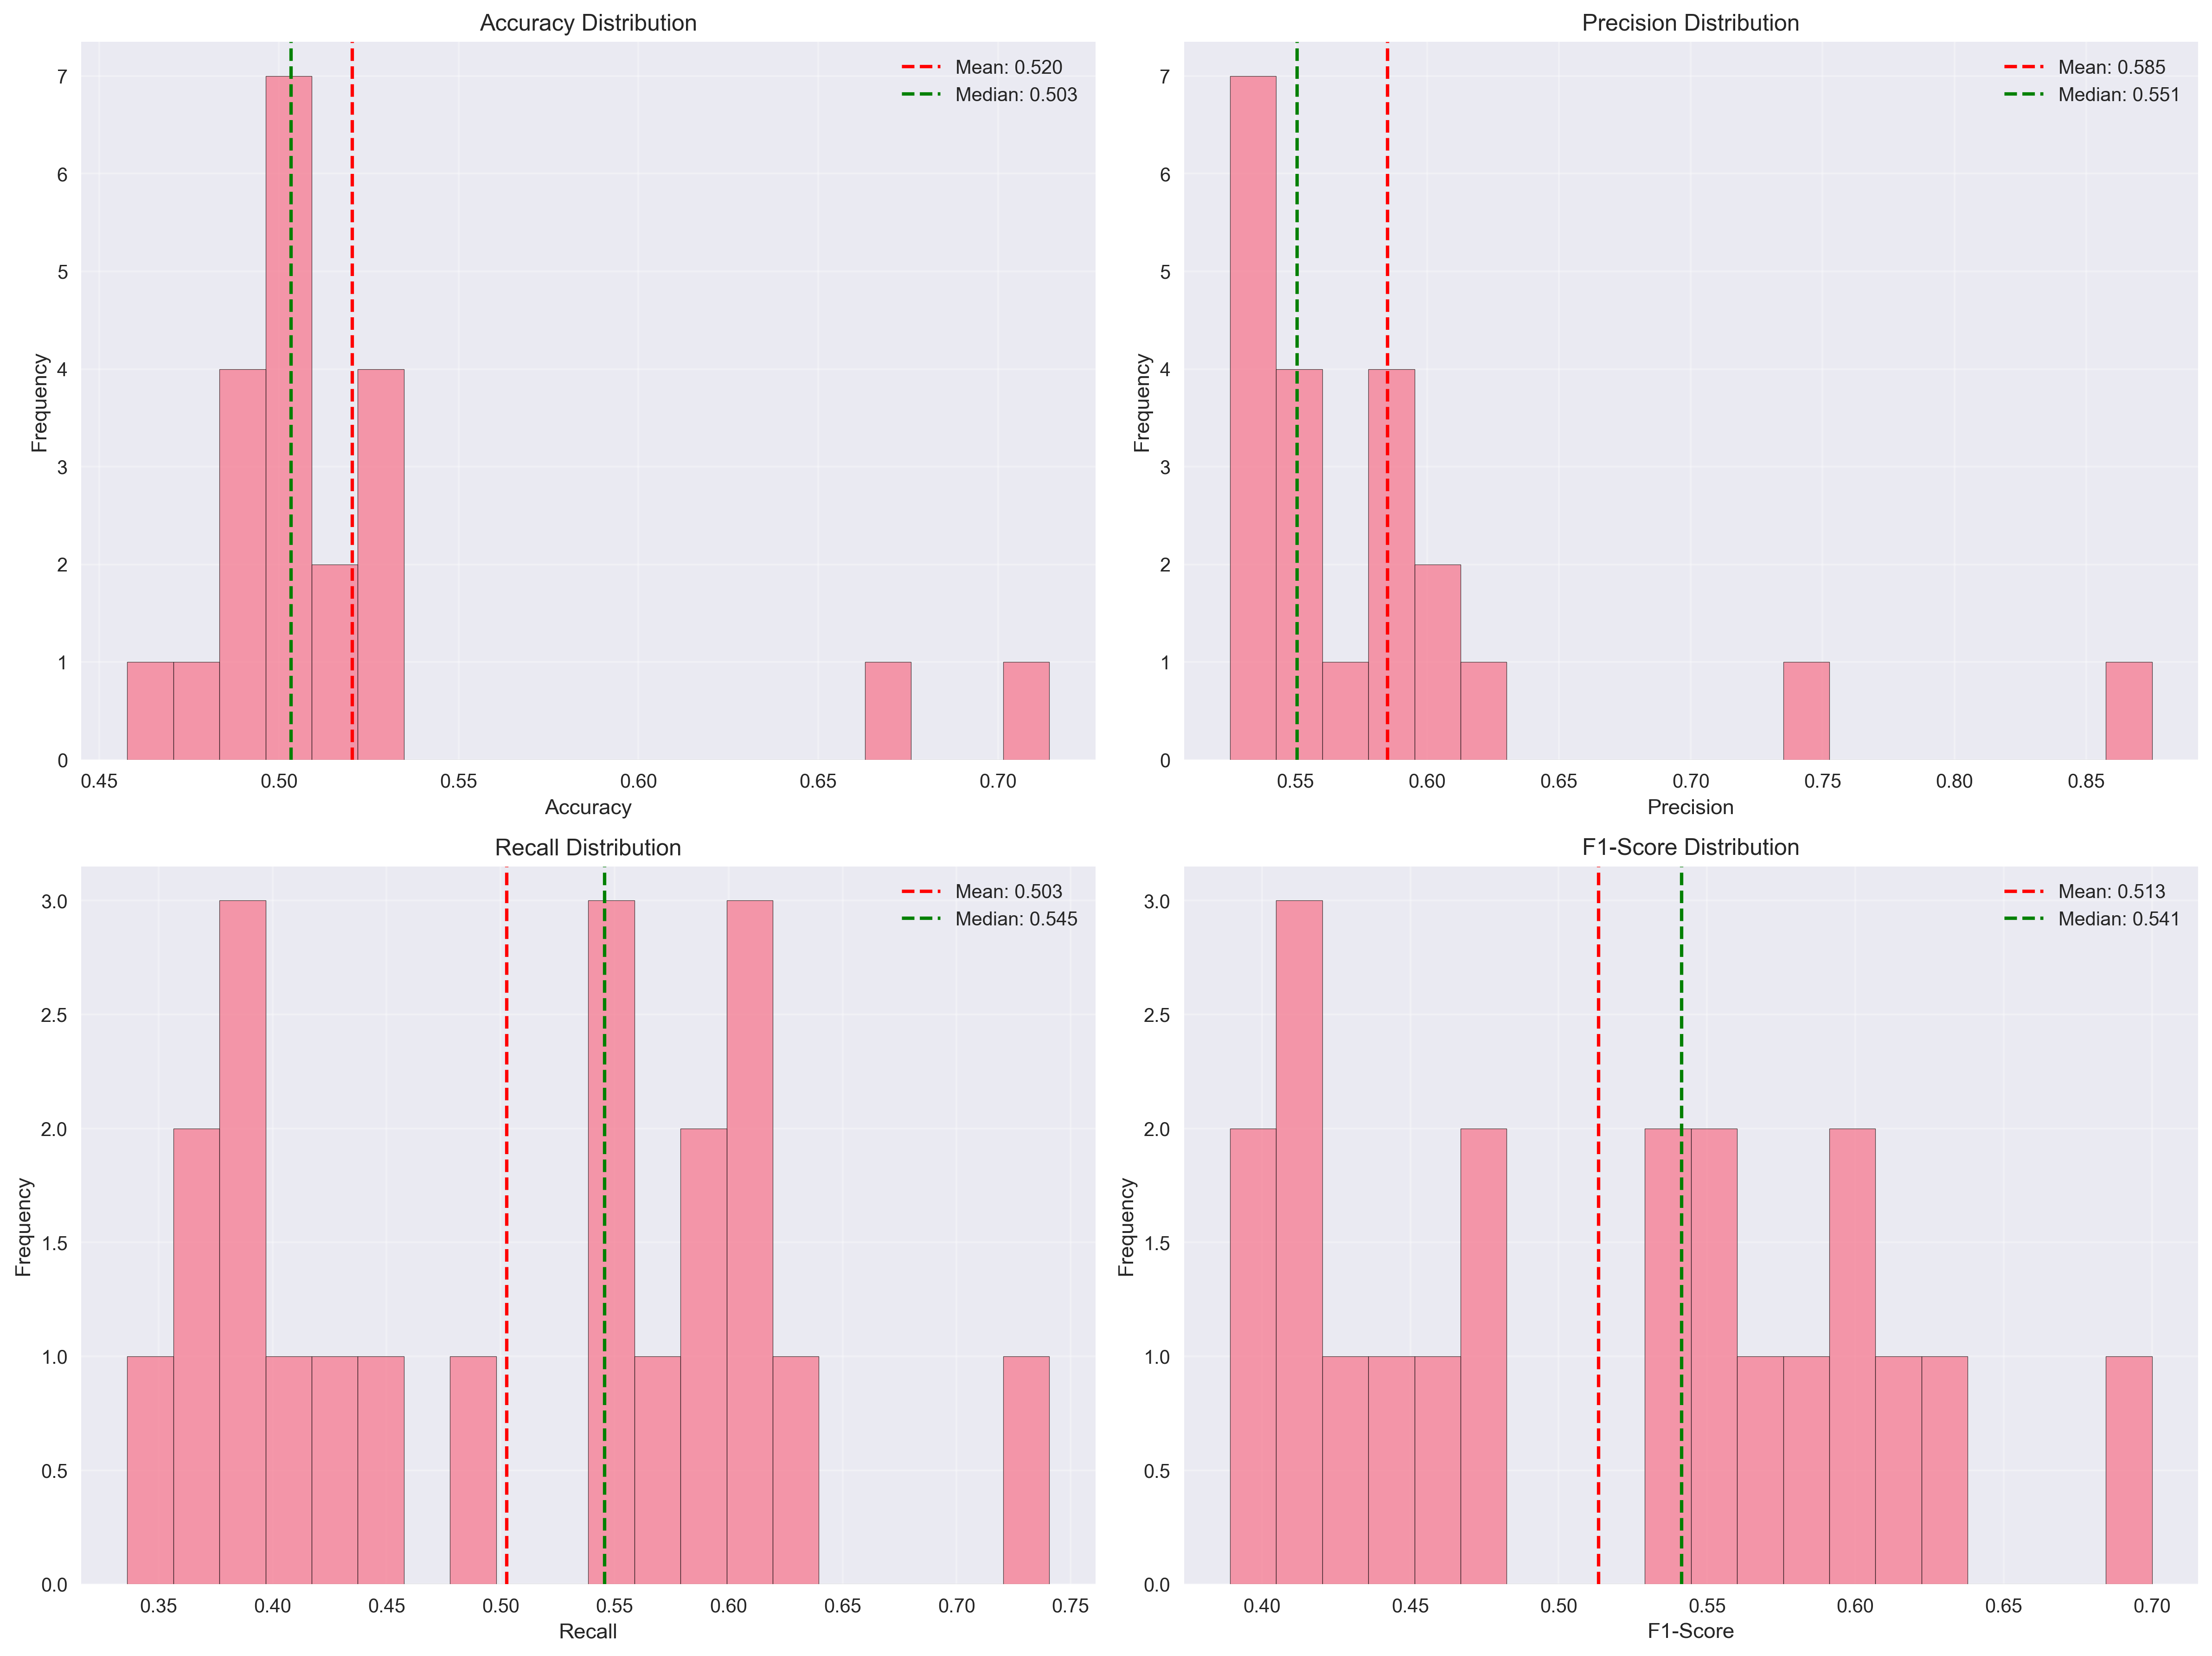 Accuracy Distribution
Mean: 0.520
Median: 0.503
Frequency
7
6
5
4
3
2
1
0
0.45 0.50 0.55 0.60 0.65 0.70
Accuracy
Precision Distribution
Mean: 0.585
Median: 0.551
Frequency
7
6
5
4
3
2
1
0
0.55 0.60 0.65 0.70 0.75 0.80 0.85
Precision
Recall Distribution
Mean: 0.503
Median: 0.545
Frequency
3.0
2.5
2.0
1.5
1.0
0.5
0.0
0.35 0.40 0.45 0.50 0.55 0.60 0.65 0.70 0.75
Recall
F1-Score Distribution
Mean: 0.513
Median: 0.541
Frequency
3.0
2.5
2.0
1.5
1.0
0.5
0.0
0.40 0.45 0.50 0.55 0.60 0.65 0.70
F1-Score